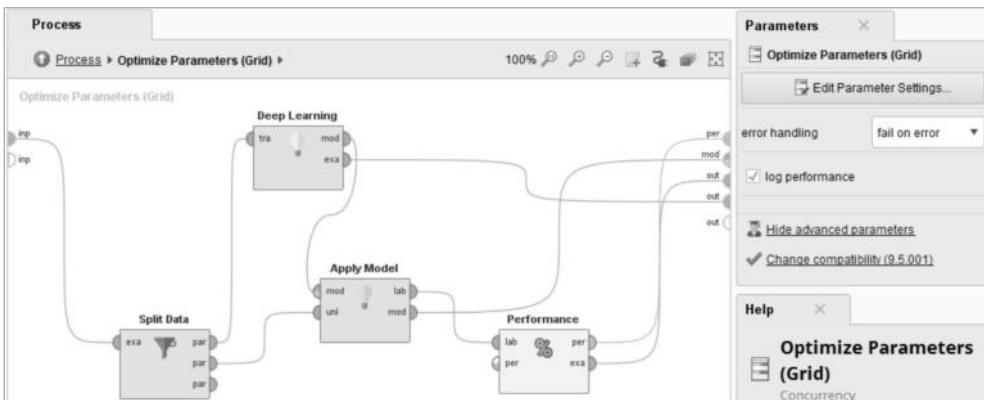 Process
Process ▸ Optimize Parameters (Grid) ▸
100%
Optimize Parameters (Grid)
inp
inp
Deep Learning
tra
mod
exa
Apply Model
mod
lab
unl
mod
Split Data
exa
par
par
par
Performance
lab
per
per
exa
per
mod
out
out
out
Parameters
Optimize Parameters (Grid)
Edit Parameter Settings...
error handling
fail on error
log performance
Hide advanced parameters
Change compatibility (9.5.001)
Help
Optimize Parameters
(Grid)
Concurrency